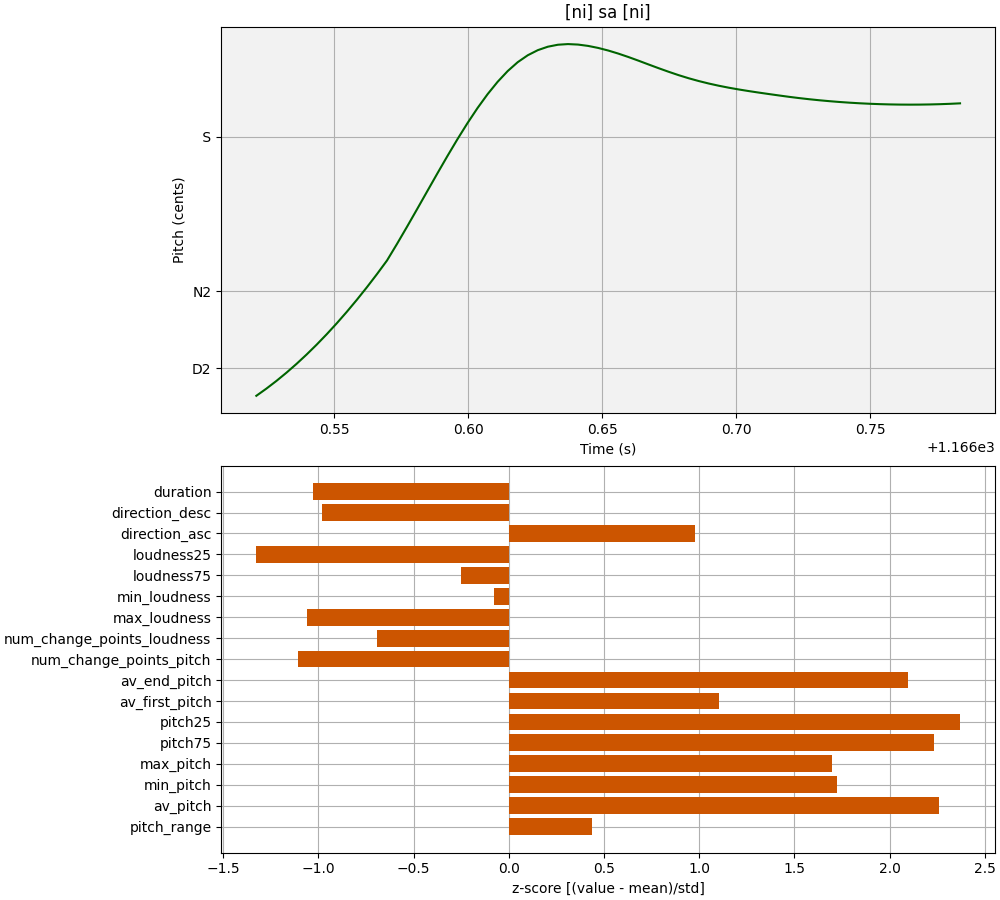 [ni] sa [ni]
Pitch (cents)
S
N2
D2
0.55 0.60 0.65 0.70 0.75
Time (s)
+1.166e3
duration
direction_desc
direction_asc
loudness25
loudness75
min_loudness
max_loudness
num_change_points_loudness
num_change_points_pitch
av_end_pitch
av_first_pitch
pitch25
pitch75
max_pitch
min_pitch
av_pitch
pitch_range
−1.5 −1.0 −0.5 0.0 0.5 1.0 1.5 2.0 2.5
z-score [(value - mean)/std]